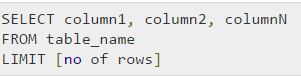 SELECT column1, column2, columnN
FROM table_name
LIMIT [no of rows]